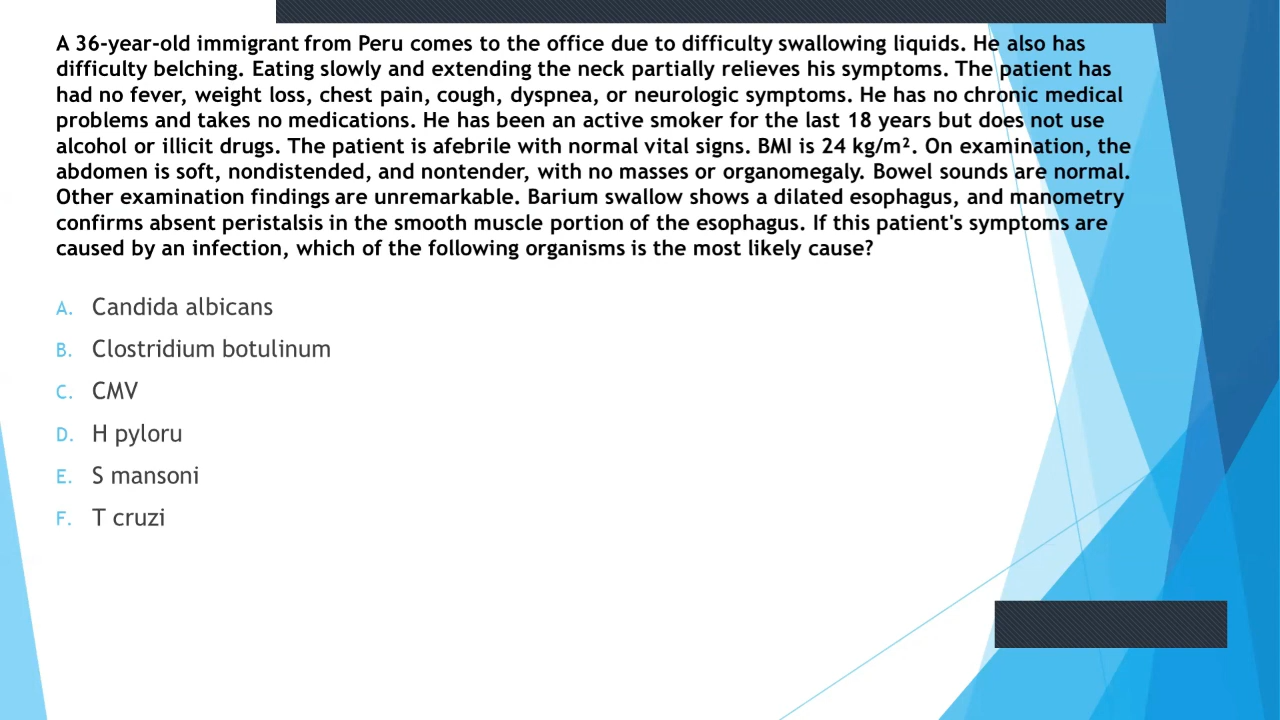 A 36-year-old immigrant from Peru comes to the office due to difficulty swallowing liquids. He also has
difficulty belching. Eating slowly and extending the neck partially relieves his symptoms. The patient has
had no fever, weight loss, chest pain, cough, dyspnea, or neurologic symptoms. He has no chronic medical
problems and takes no medications. He has been an active smoker for the last 18 years but does not use
alcohol or illicit drugs. The patient is afebrile with normal vital signs. BMI is 24 kg/m². On examination, the
abdomen is soft, nondistended, and nontender, with no masses or organomegaly. Bowel sounds are normal.
Other examination findings are unremarkable. Barium swallow shows a dilated esophagus, and manometry
confirms absent peristalsis in the smooth muscle portion of the esophagus. If this patient's symptoms are
caused by an infection, which of the following organisms is the most likely cause?
A. Candida albicans
B. Clostridium botulinum
C. CMV
D. H pyloru
E. S mansoni
F. T cruzi